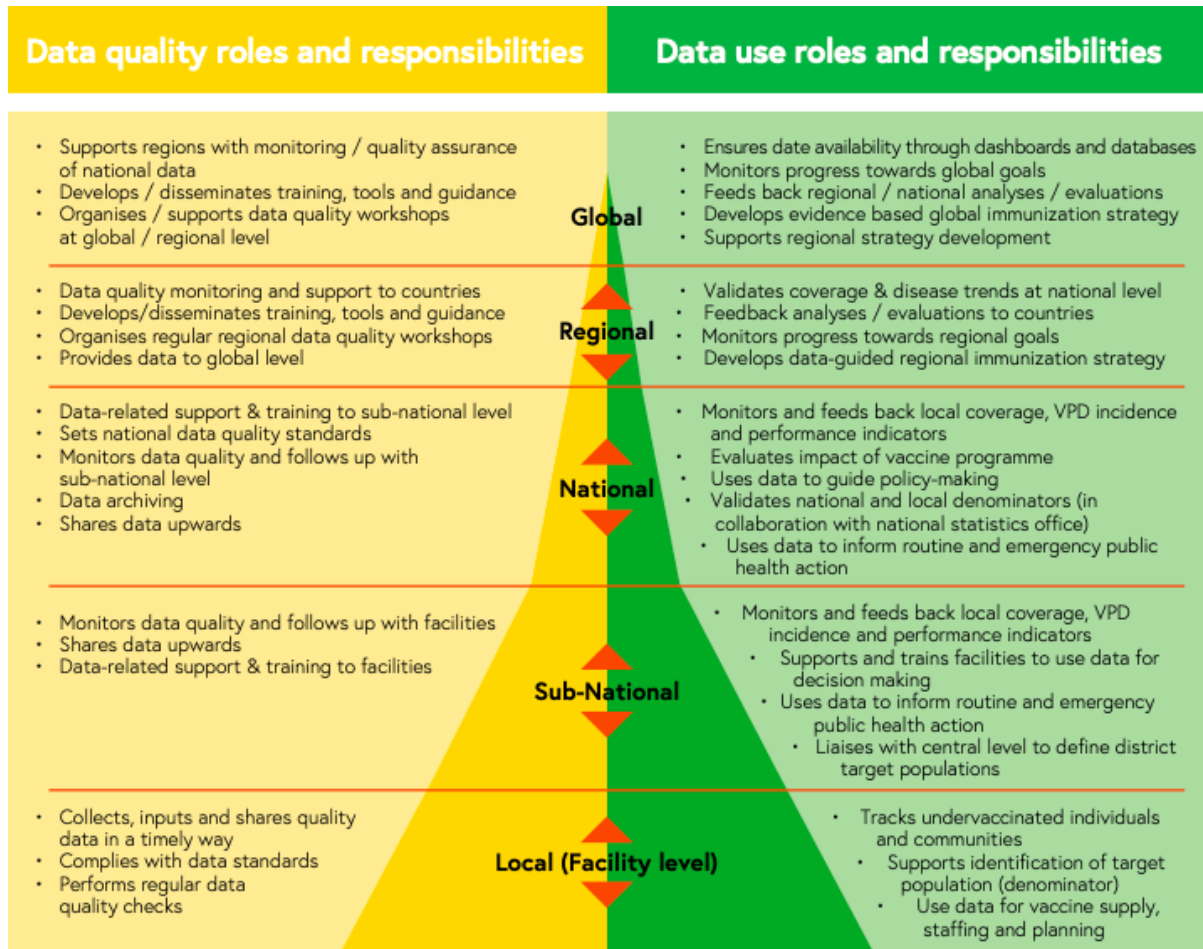 Data quality roles and responsibilities
Data use roles and responsibilities
• Supports regions with monitoring / quality assurance
of national data
• Develops / disseminates training, tools and guidance
• Organises / supports data quality workshops
at global / regional level
Global
• Ensures date availability through dashboards and databases
• Monitors progress towards global goals
• Feeds back regional / national analyses / evaluations
• Develops evidence based global immunization strategy
• Supports regional strategy development
• Data quality monitoring and support to countries
• Develops/disseminates training, tools and guidance
• Organises regular regional data quality workshops
• Provides data to global level
Regional
• Validates coverage & disease trends at national level
• Feedback analyses / evaluations to countries
• Monitors progress towards regional goals
• Develops data-guided regional immunization strategy
• Data-related support & training to sub-national level
• Sets national data quality standards
• Monitors data quality and follows up with
sub-national level
• Data archiving
• Shares data upwards
National
• Monitors and feeds back local coverage, VPD incidence
and performance indicators
• Evaluates impact of vaccine programme
• Uses data to guide policy-making
• Validates national and local denominators (in
collaboration with national statistics office)
• Uses data to inform routine and emergency public
health action
• Monitors data quality and follows up with facilities
• Shares data upwards
• Data-related support & training to facilities
Sub-National
• Monitors and feeds back local coverage, VPD
incidence and performance indicators
• Supports and trains facilities to use data for
decision making
• Uses data to inform routine and emergency
public health action
• Liaises with central level to define district
target populations
• Collects, inputs and shares quality
data in a timely way
• Complies with data standards
• Performs regular data
quality checks
Local (Facility level)
• Tracks undervaccinated individuals
and communities
• Supports identification of target
population (denominator)
• Use data for vaccine supply,
staffing and planning